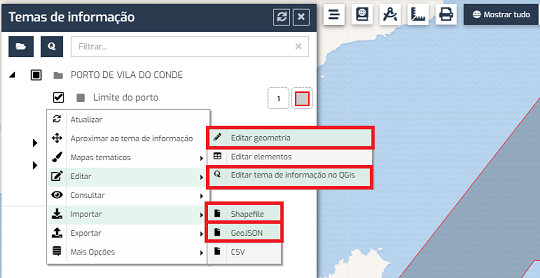 Temas de informação
Mostrar tudo
Filtrar...
PORTO DE VILA DO CONDE
Limite do porto
1
Atualizar
Aproximar ao tema de informação
Editar geometria
Mapas temáticos
Editar elementos
Editar
Editar tema de informação no QGis
Consultar
Importar
Shapefile
Exportar
GeoJSON
Mais Opções
CSV